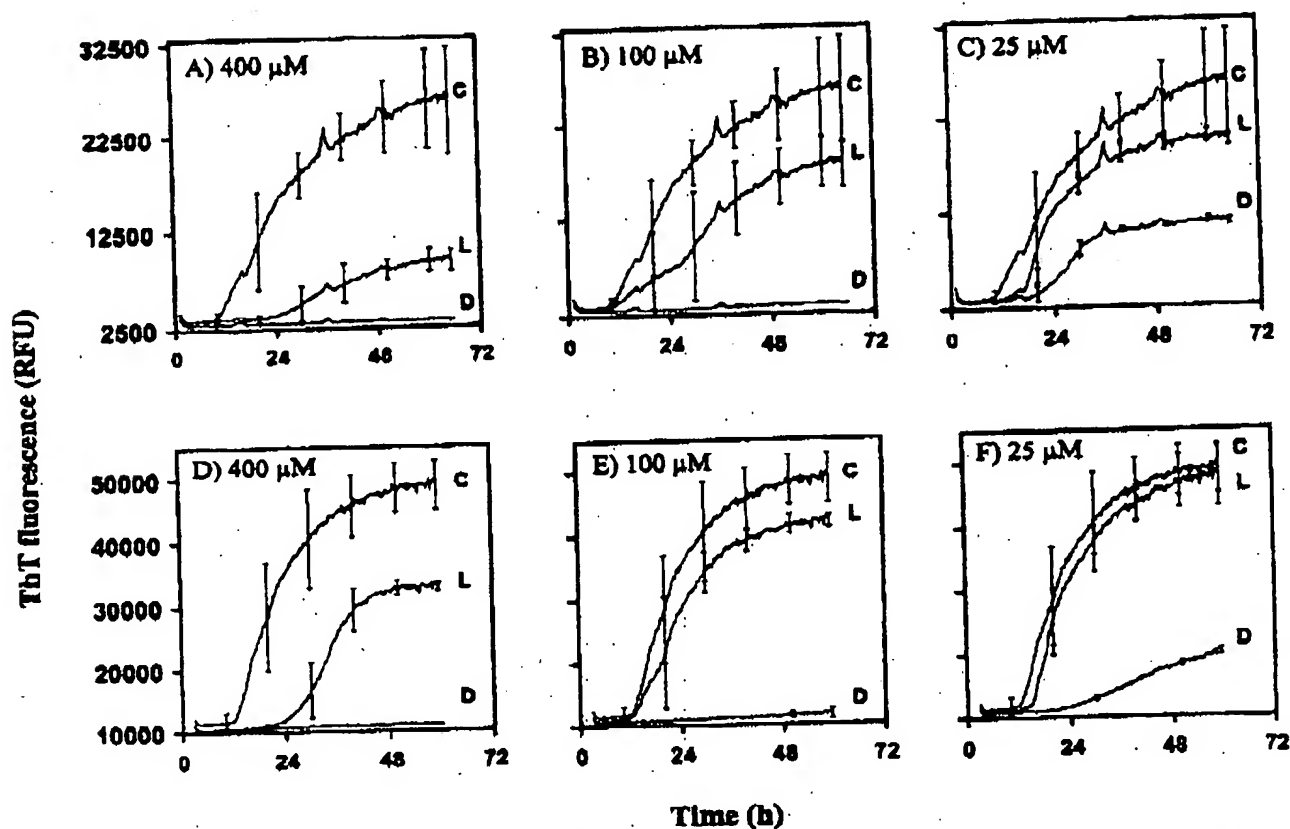 ThT fluorescence (RFU)
A) 400 µM
32500
22500
12500
2500
C
L
D
0 24 48 72
B) 100 µM
C
L
D
0 24 48 72
C) 25 µM
C
L
D
0 24 48 72
D) 400 µM
50000
40000
30000
20000
10000
C
L
D
0 24 48 72
E) 100 µM
C
L
D
0 24 48 72
F) 25 µM
C
L
D
0 24 48 72
Time (h)